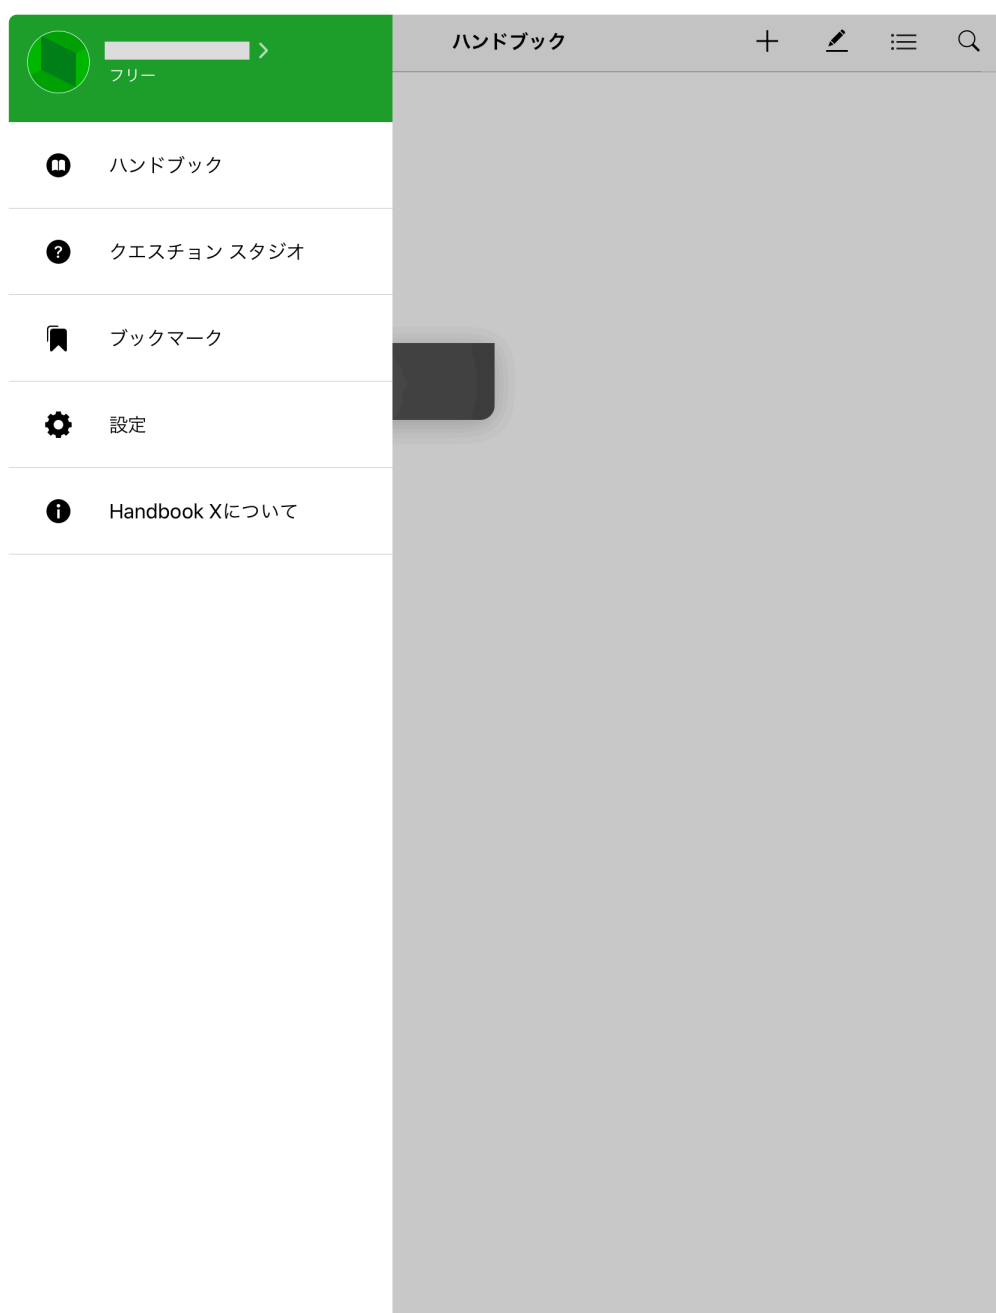 フリー
ハンドブック
ハンドブック
クエスチョン スタジオ
ブックマーク
設定
Handbook Xについて